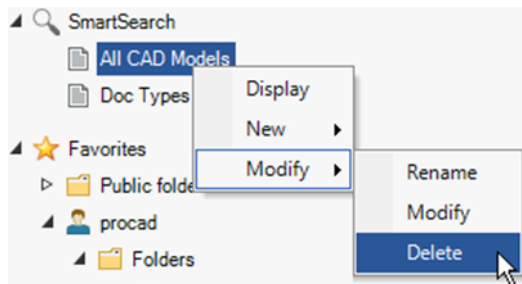 SmartSearch
All CAD Models
Doc Types
Display
New
Favorites
Modify
Rename
Public folde
procad
Modify
Folders
Delete